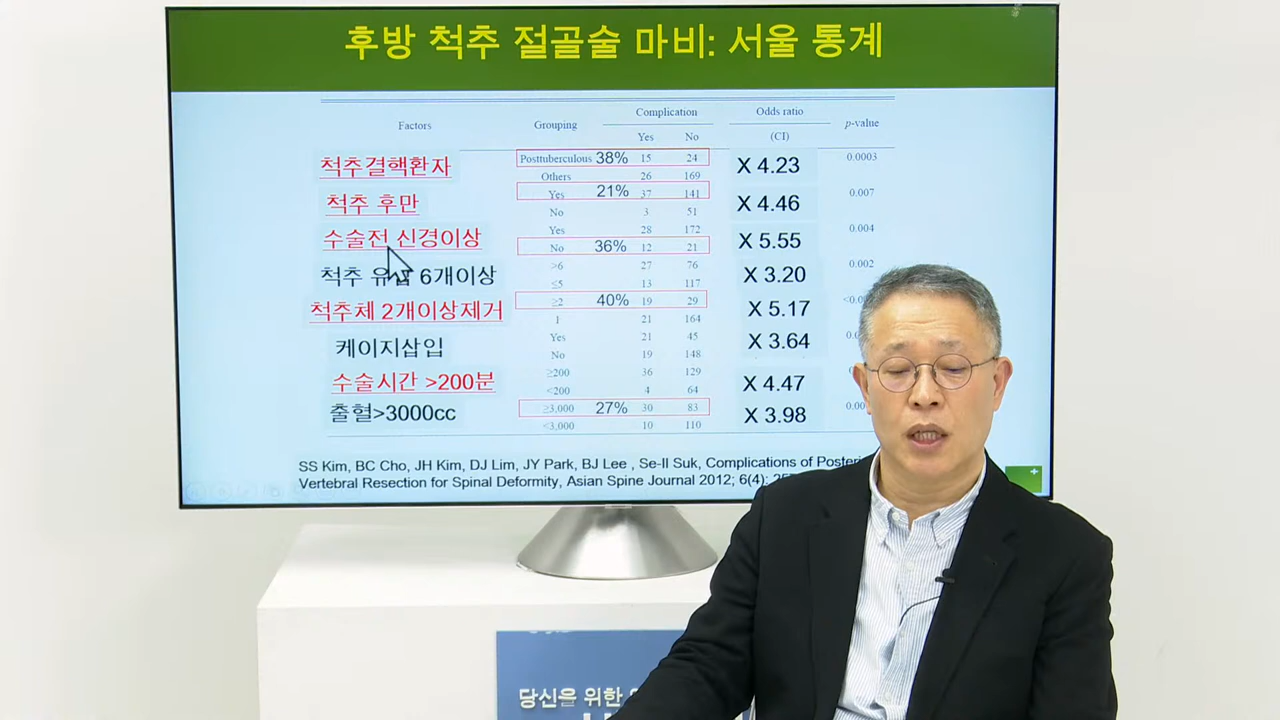 후방 척추 절골술 마비: 서울 통계
Factors Grouping Complication Odds ratio p-value
Yes No (CI)
척추결핵환자 Posttuberculous 38% 15 24 X 4.23 0.0003
Others 26 169
척추 후만 Yes 21% 37 141 X 4.46 0.007
No 3 51
수술전 신경이상 Yes 28 172 X 5.55 0.004
No 36% 12 21
척추 6개이상 >6 27 76 X 3.20 0.002
≤5 13 117
척추체 2개이상제거 ≥2 40% 19 29 X 5.17
1 21 164
케이지삽입 Yes 21 45 X 3.64
No 19 148
수술시간 >200분 ≥200 36 129 X 4.47
<200 4 64
출혈>3000cc ≥3,000 27% 30 83 X 3.98
<3,000 10 110
SS Kim, BC Cho, JH Kim, DJ Lim, JY Park, BJ Lee , Se-Il Suk, Complications of
Vertebral Resection for Spinal Deformity, Asian Spine Journal 2012; 6(4):
당신을 위한